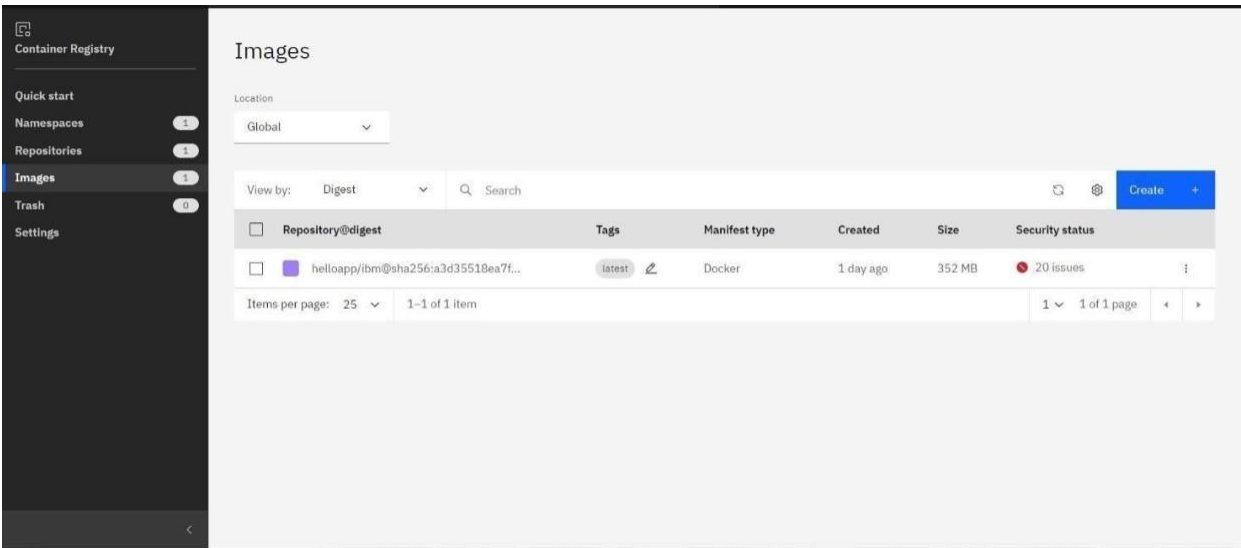 Container Registry
Quick start
Namespaces 1
Repositories 1
Images 1
Trash 0
Settings
Images
Location
Global
View by: Digest Search Create +
Repository@digest Tags Manifest type Created Size Security status
helloapp/ibm@sha256:a3d35518ea7f... latest Docker 1 day ago 352 MB 20 issues
Items per page: 25 1–1 of 1 item 1 1 of 1 page